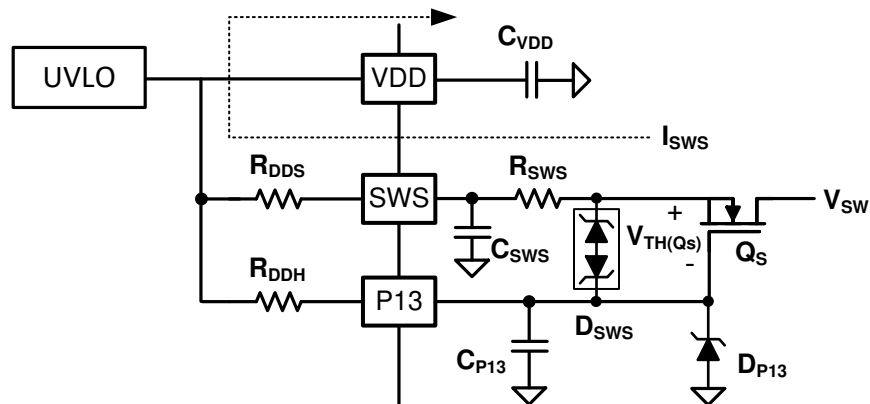 C_VDD
UVLO
VDD
I_SWS
R_DDS
SWS
R_SWS
V_SW
+
V_TH(Qs)
-
Q_S
C_SWS
R_DDH
P13
D_SWS
C_P13
D_P13